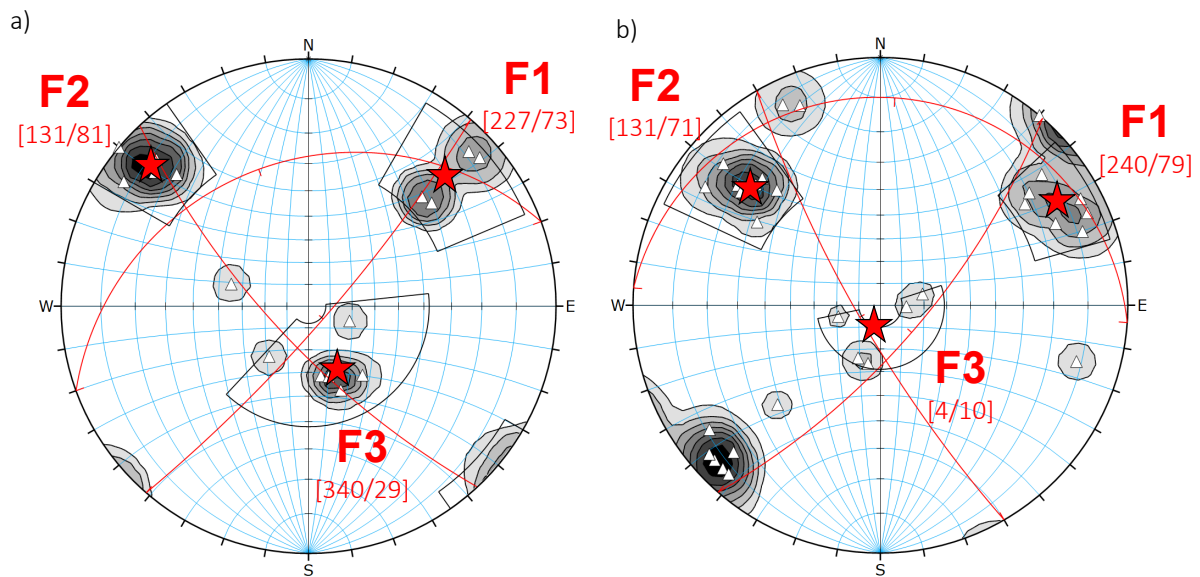 a)
N
F2
[131/81]
F1
[227/73]
W
E
F3
[340/29]
S
b)
N
F2
[131/71]
F1
[240/79]
W
E
F3
[4/10]
S